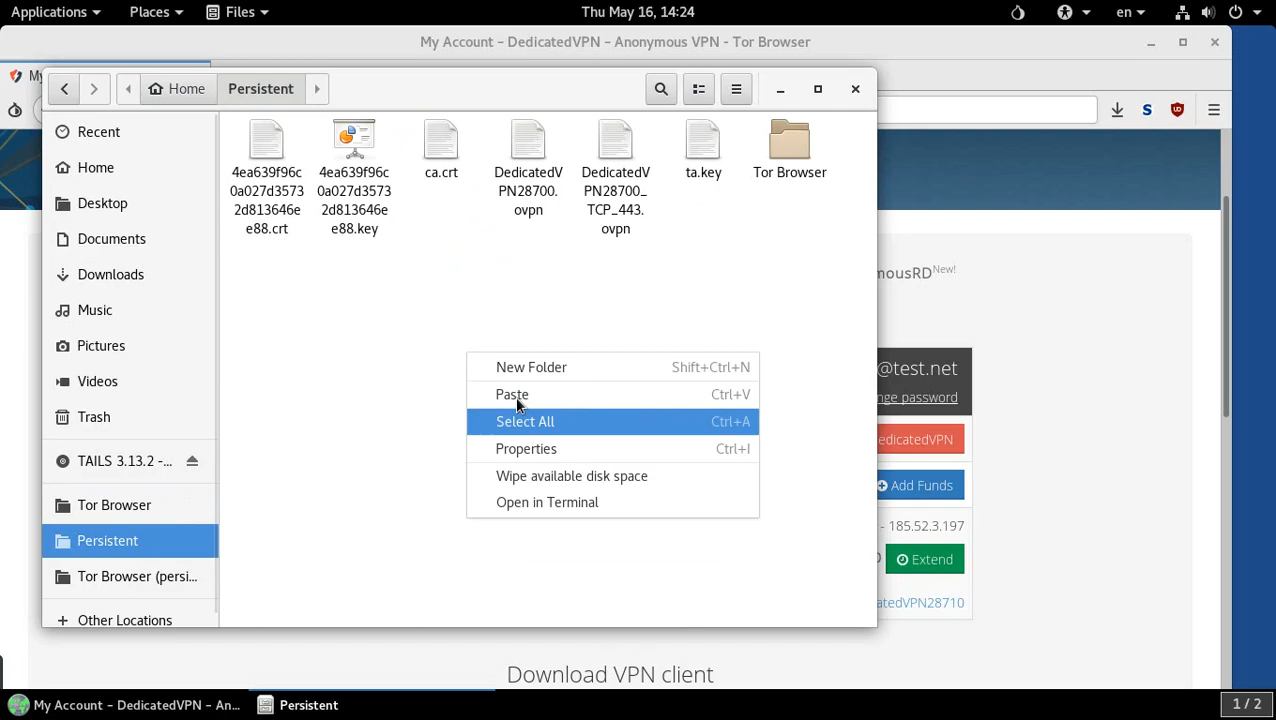 Applications Places Files Thu May 16, 14:24 en
My Account – DedicatedVPN – Anonymous VPN - Tor Browser
My
Home Persistent
Recent
Home
Desktop
Documents
Downloads
Music
Pictures
Videos
Trash
TAILS 3.13.2 -...
Tor Browser
Persistent
Tor Browser (persi...
Other Locations
4ea639f96c
0a027d3573
2d813646e
e88.crt
4ea639f96c
0a027d3573
2d813646e
e88.key
ca.crt
DedicatedV
PN28700.
ovpn
DedicatedV
PN28700_
TCP_443.
ovpn
ta.key
Tor Browser
New Folder Shift+Ctrl+N
Paste Ctrl+V
Select All Ctrl+A
Properties Ctrl+I
Wipe available disk space
Open in Terminal
S
mousRD New!
@test.net
nge password
edicatedVPN
Add Funds
- 185.52.3.197
Extend
atedVPN28710
Download VPN client
My Account – DedicatedVPN – An... Persistent 1 / 2